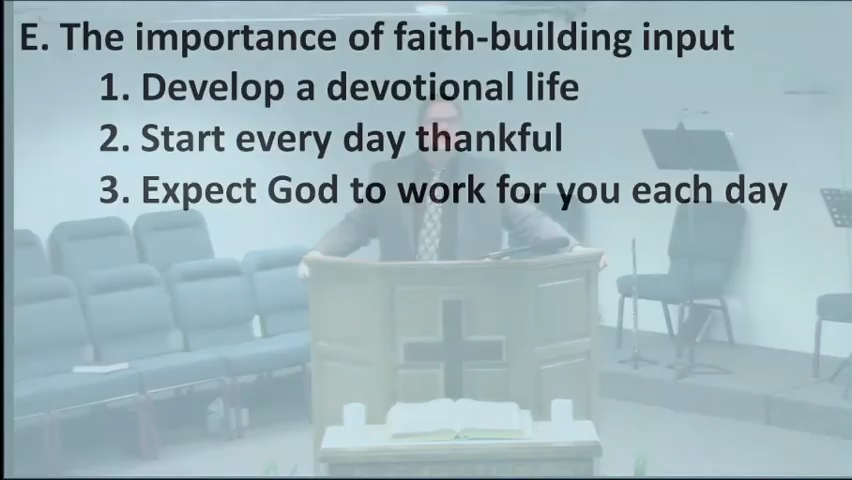 E. The importance of faith-building input
1. Develop a devotional life
2. Start every day thankful
3. Expect God to work for you each day